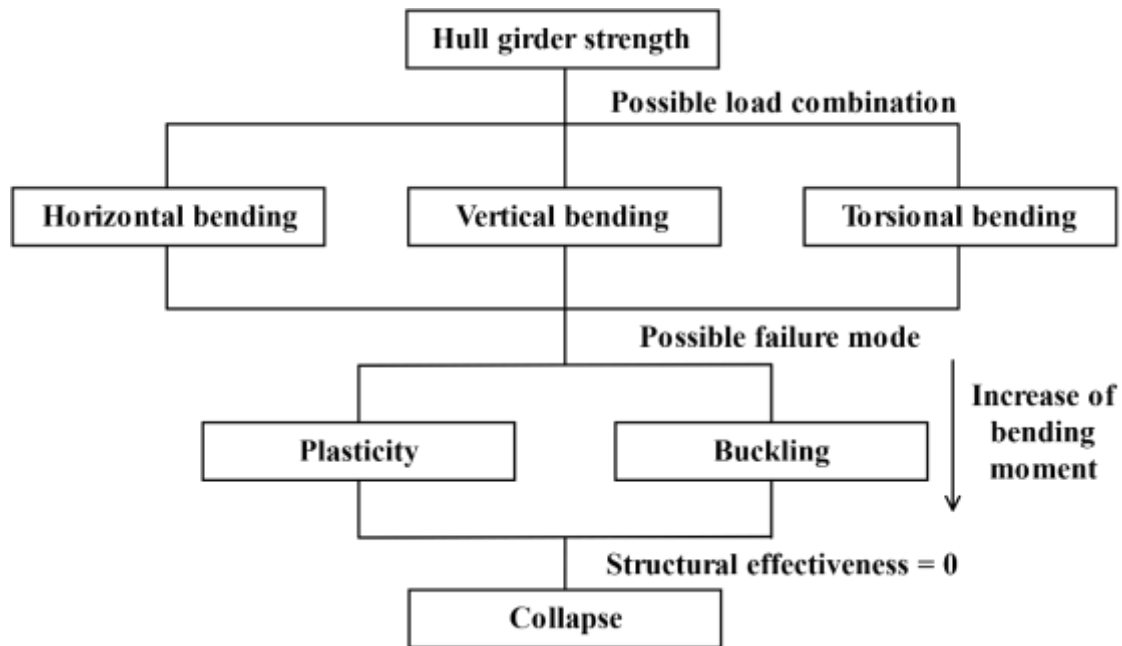 Hull girder strength
Possible load combination
Horizontal bending
Vertical bending
Torsional bending
Possible failure mode
Increase of
bending
moment
Plasticity
Buckling
Structural effectiveness = 0
Collapse